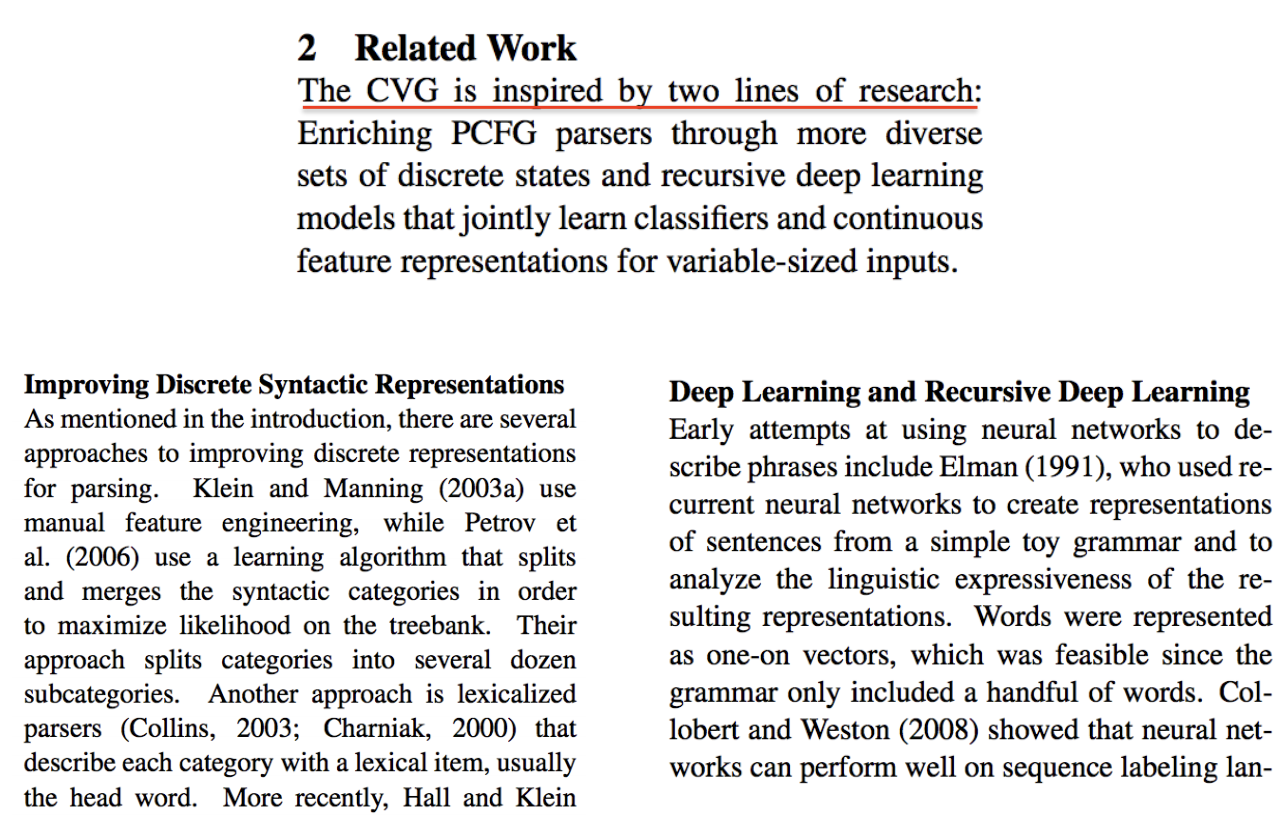 2 Related Work
The CVG is inspired by two lines of research:
Enriching PCFG parsers through more diverse
sets of discrete states and recursive deep learning
models that jointly learn classifiers and continuous
feature representations for variable-sized inputs.
Improving Discrete Syntactic Representations
As mentioned in the introduction, there are several
approaches to improving discrete representations
for parsing. Klein and Manning (2003a) use
manual feature engineering, while Petrov et
al. (2006) use a learning algorithm that splits
and merges the syntactic categories in order
to maximize likelihood on the treebank. Their
approach splits categories into several dozen
subcategories. Another approach is lexicalized
parsers (Collins, 2003; Charniak, 2000) that
describe each category with a lexical item, usually
the head word. More recently, Hall and Klein
Deep Learning and Recursive Deep Learning
Early attempts at using neural networks to de-
scribe phrases include Elman (1991), who used re-
current neural networks to create representations
of sentences from a simple toy grammar and to
analyze the linguistic expressiveness of the re-
sulting representations. Words were represented
as one-on vectors, which was feasible since the
grammar only included a handful of words. Col-
lobert and Weston (2008) showed that neural net-
works can perform well on sequence labeling lan-